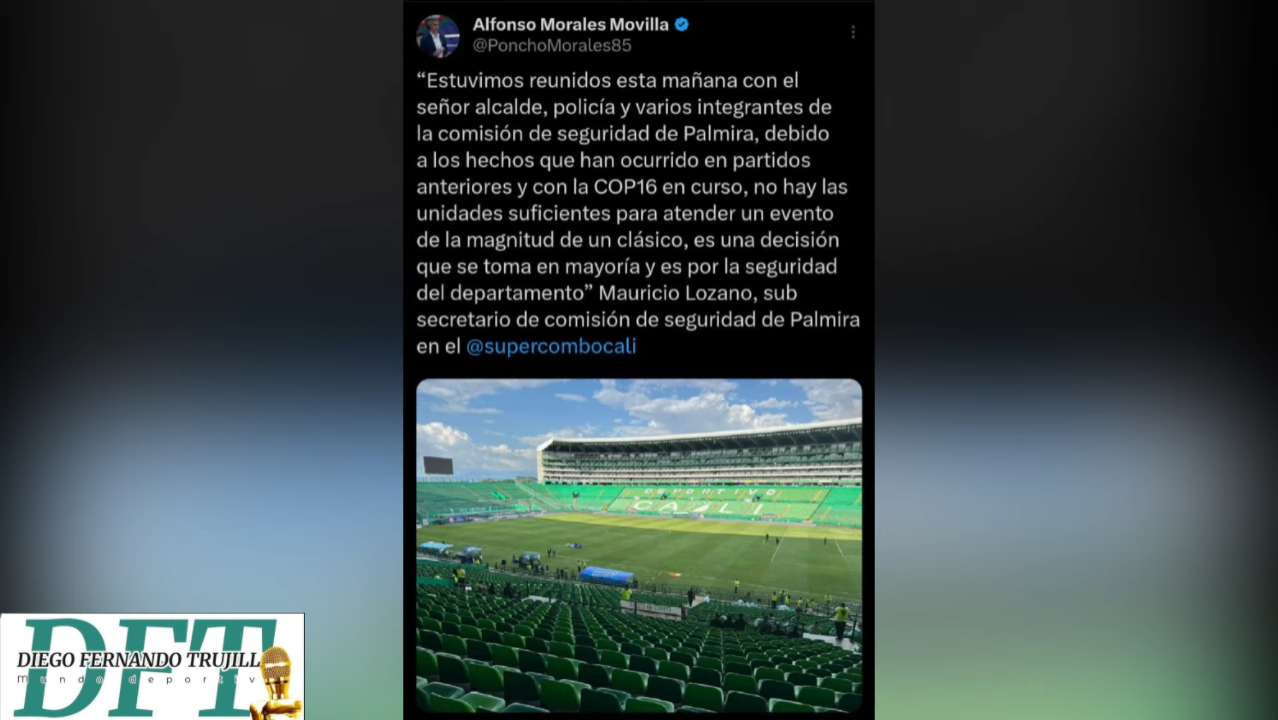 Alfonso Morales Movilla
@PonchoMorales85
“Estuvimos reunidos esta mañana con el
señor alcalde, policía y varios integrantes de
la comisión de seguridad de Palmira, debido
a los hechos que han ocurrido en partidos
anteriores y con la COP16 en curso, no hay las
unidades suficientes para atender un evento
de la magnitud de un clásico, es una decisión
que se toma en mayoría y es por la seguridad
del departamento” Mauricio Lozano, sub
secretario de comisión de seguridad de Palmira
en el @supercombocali
DEPORTIVO
CALI
DFT
DIEGO FERNANDO TRUJILL
Mundo deportiv